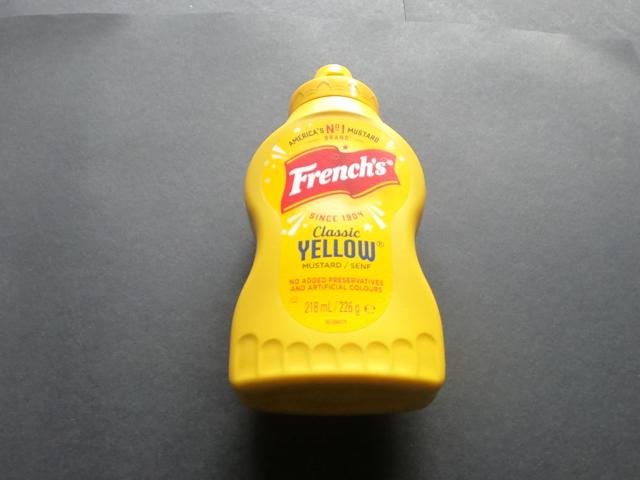 AMERICA'S Nº1 MUSTARD
BRAND
French's
SINCE 1904
Classic
YELLOW®
MUSTARD / SENF
NO ADDED PRESERVATIVES
AND ARTIFICIAL COLOURS
218 mL/226 g ℮